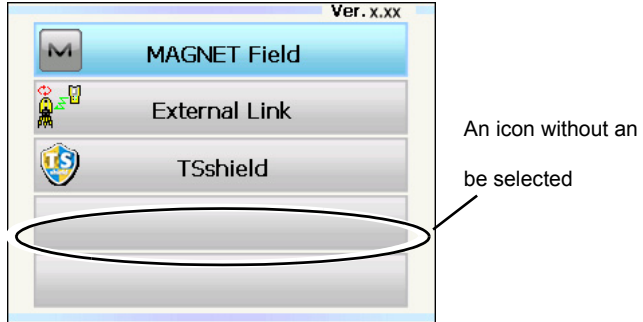 Ver. x.xx
M
MAGNET Field
External Link
TS
TSshield
An icon without an
be selected